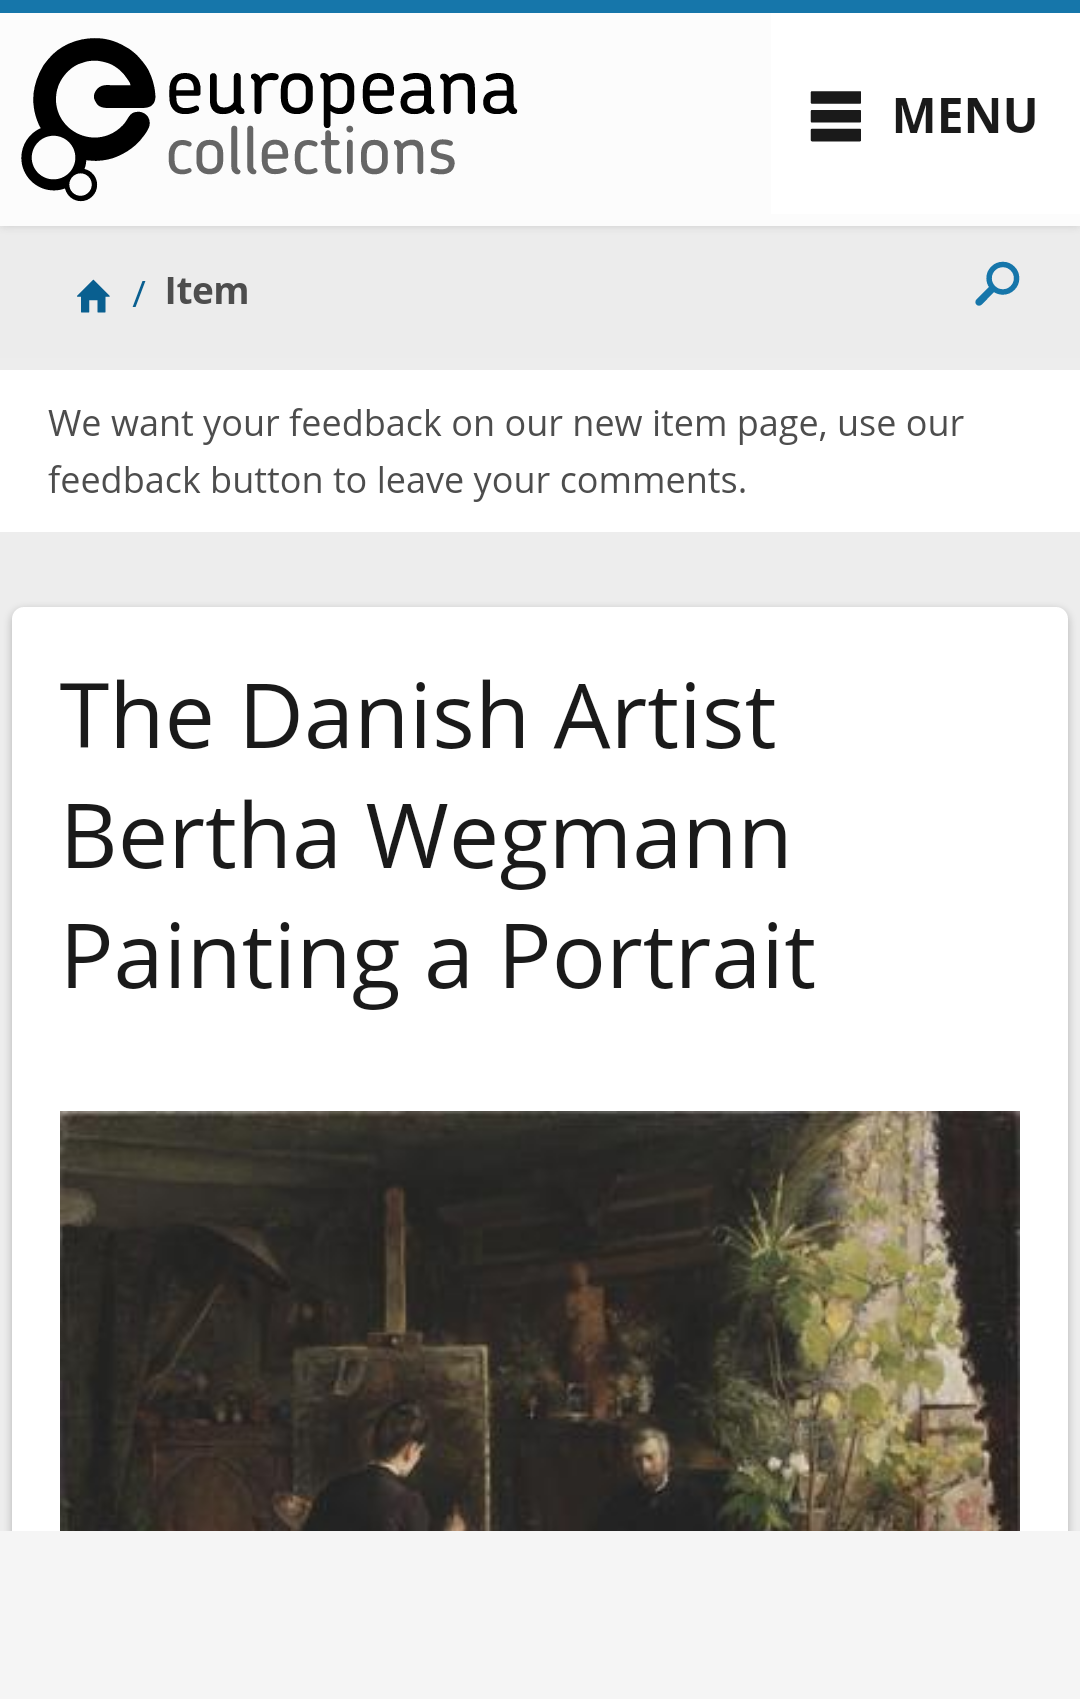 europeana
collections
MENU
/ Item
We want your feedback on our new item page, use our
feedback button to leave your comments.
The Danish Artist
Bertha Wegmann
Painting a Portrait